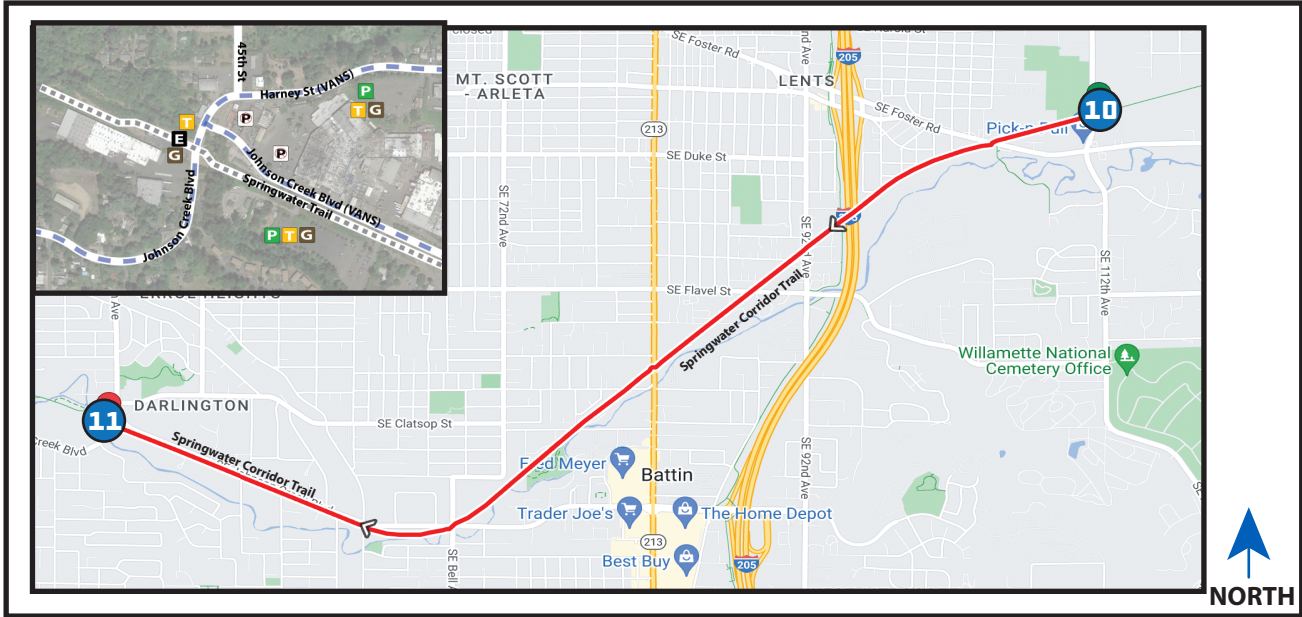 45th St
Harney St (VANS)
P
T G
P
T
E
G
P
Johnson Creek Blvd (VANS)
Springwater Trail
Johnson Creek Blvd
P T G
closed
SE Foster Rd
MT. SCOTT
- ARLETA
LENTS
205
nd Ave
SE Harold St
SE Foster Rd
10
Pick-n-Pull
213
SE Duke St
SE 72nd Ave
SE 92nd Ave
SE 112th Ave
SE Flavel St
Springwater Corridor Trail
Willamette National
Cemetery Office
ERROL HEIGHTS
Ave
DARLINGTON
11
Creek Blvd
SE Clatsop St
Springwater Corridor Trail
Fred Meyer
Battin
SE 92nd Ave
Trader Joe's
The Home Depot
213
Best Buy
205
SE Bell A
SE
NORTH